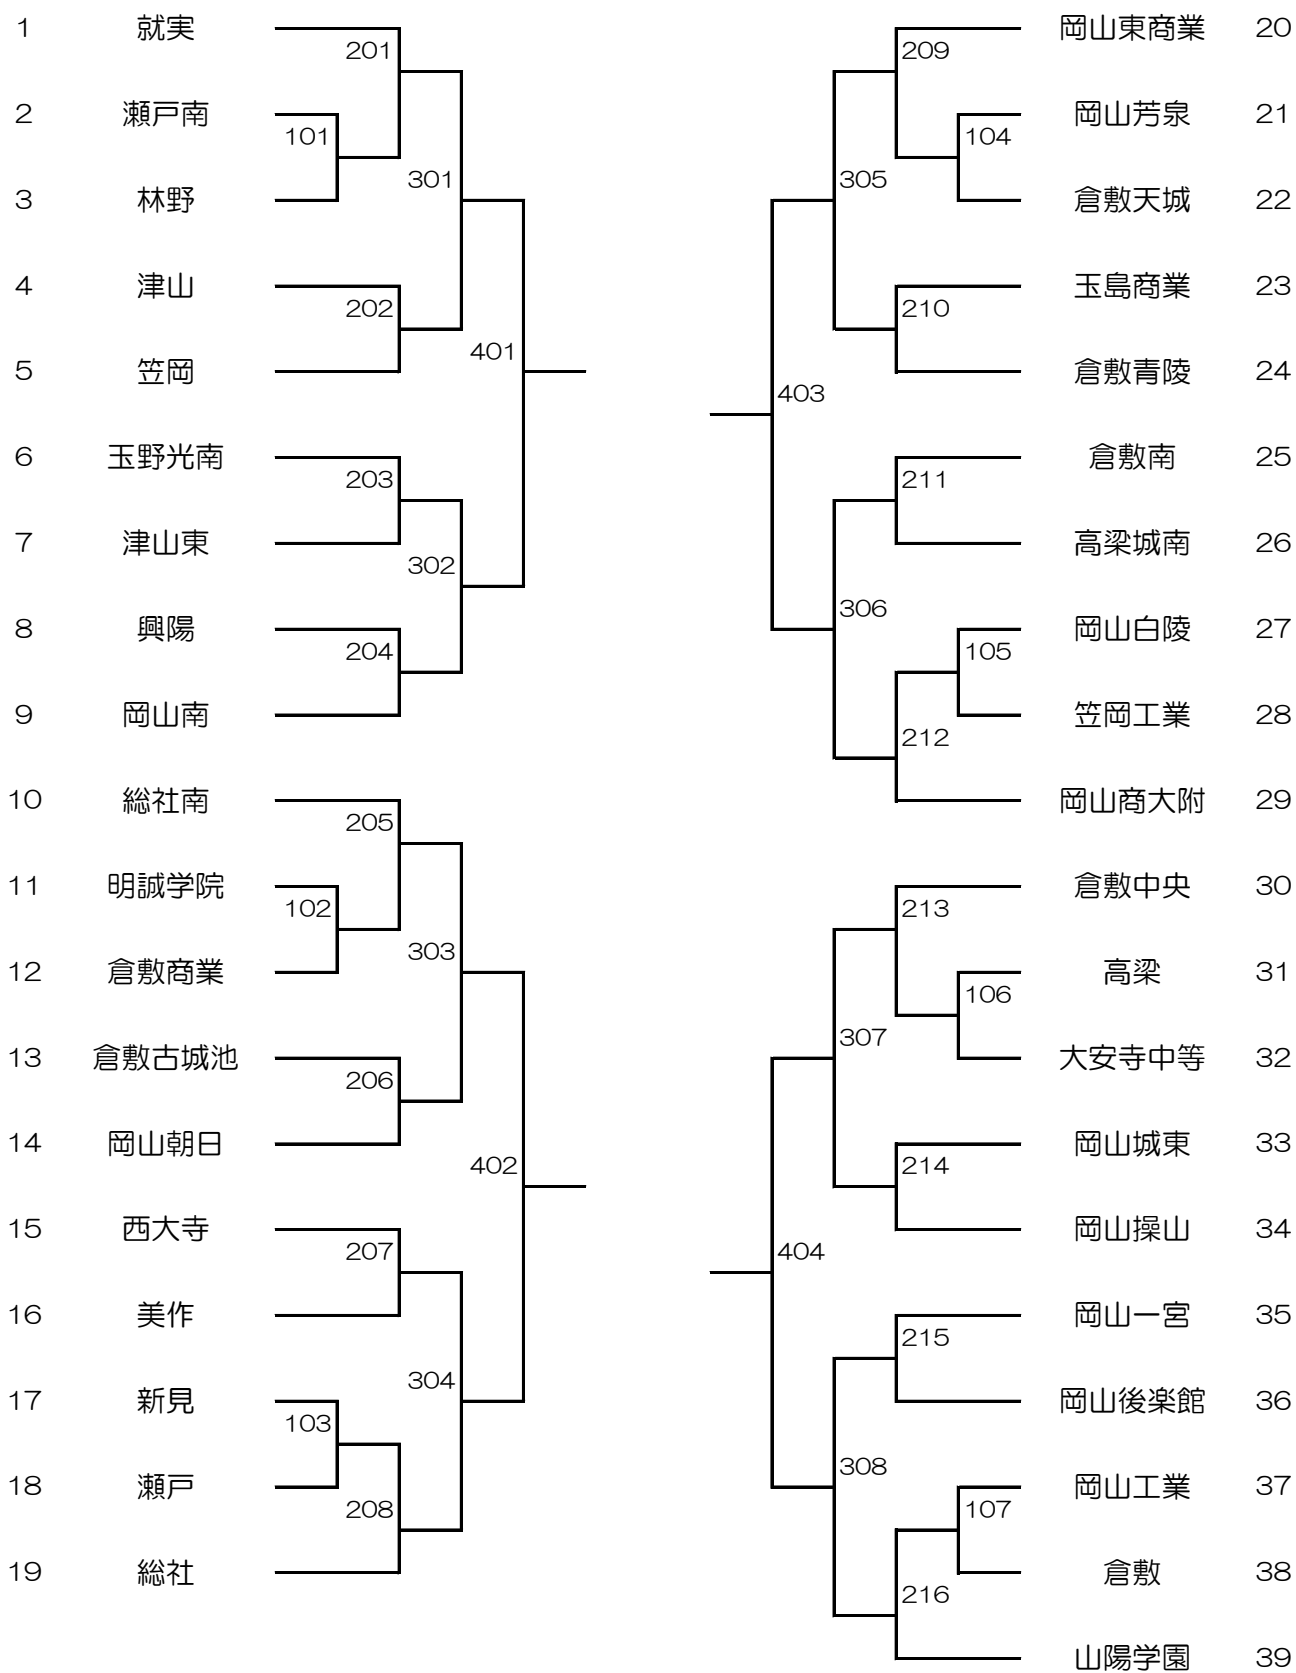 1 就実
201
2 瀬戸南
101
3 林野
301
4 津山
202
5 笠岡
401
6 玉野光南
203
7 津山東
302
8 興陽
204
9 岡山南
10 総社南
205
11 明誠学院
102
12 倉敷商業
303
13 倉敷古城池
206
14 岡山朝日
402
15 西大寺
207
16 美作
304
17 新見
103
18 瀬戸
208
19 総社
岡山東商業 20
209
岡山芳泉 21
104
倉敷天城 22
305
玉島商業 23
210
倉敷青陵 24
403
倉敷南 25
211
高梁城南 26
306
岡山白陵 27
105
笠岡工業 28
212
岡山商大附 29
倉敷中央 30
213
高梁 31
106
大安寺中等 32
307
岡山城東 33
214
岡山操山 34
404
岡山一宮 35
215
岡山後楽館 36
308
岡山工業 37
107
倉敷 38
216
山陽学園 39